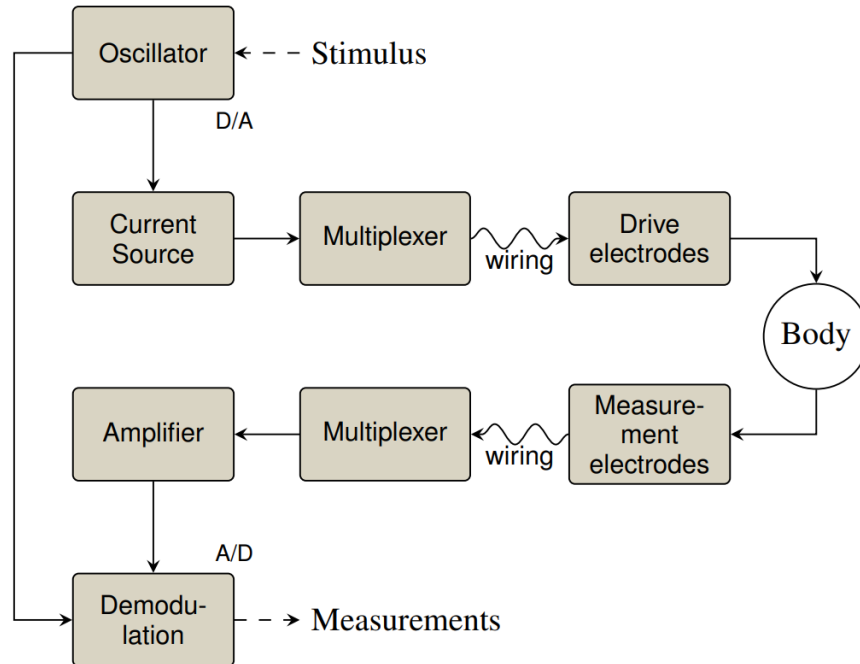 Oscillator
Stimulus
D/A
Current
Source
Multiplexer
wiring
Drive
electrodes
Body
Amplifier
Multiplexer
wiring
Measure-
ment
electrodes
A/D
Demodu-
lation
Measurements